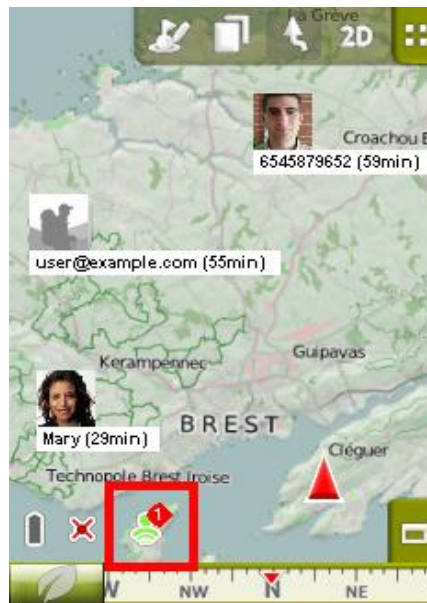 La Grève
2D
Croachou
6545879652 (59min)
user@example.com (55min)
Kerampennec
Guipavas
Mary (29min)
BREST
Cléguer
Technopole Brest Iroise
1
W NW N NE